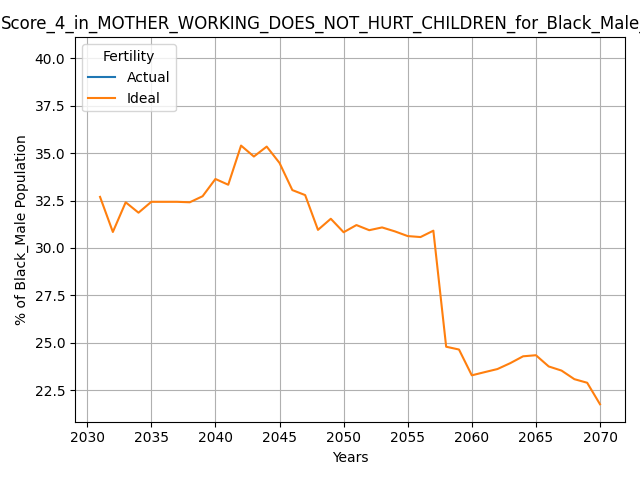 Score_4_in_MOTHER_WORKING_DOES_NOT_HURT_CHILDREN_for_Black_Male_
Fertility
Actual
Ideal
40.0
37.5
35.0
32.5
30.0
27.5
25.0
22.5
% of Black_Male Population
2030 2035 2040 2045 2050 2055 2060 2065 2070
Years